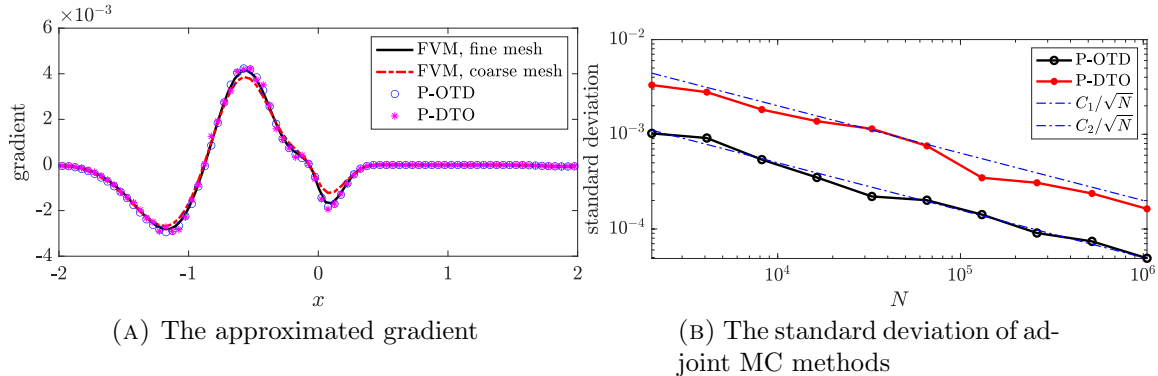 ×10⁻³
6
4
2
0
-2
-4
gradient
FVM, fine mesh
FVM, coarse mesh
P-OTD
P-DTO
-2
-1
0
1
2
x
(A) The approximated gradient
10⁻²
10⁻³
10⁻⁴
standard deviation
P-OTD
P-DTO
C₁/√N
C₂/√N
10⁴
10⁵
10⁶
N
(B) The standard deviation of ad-
joint MC methods